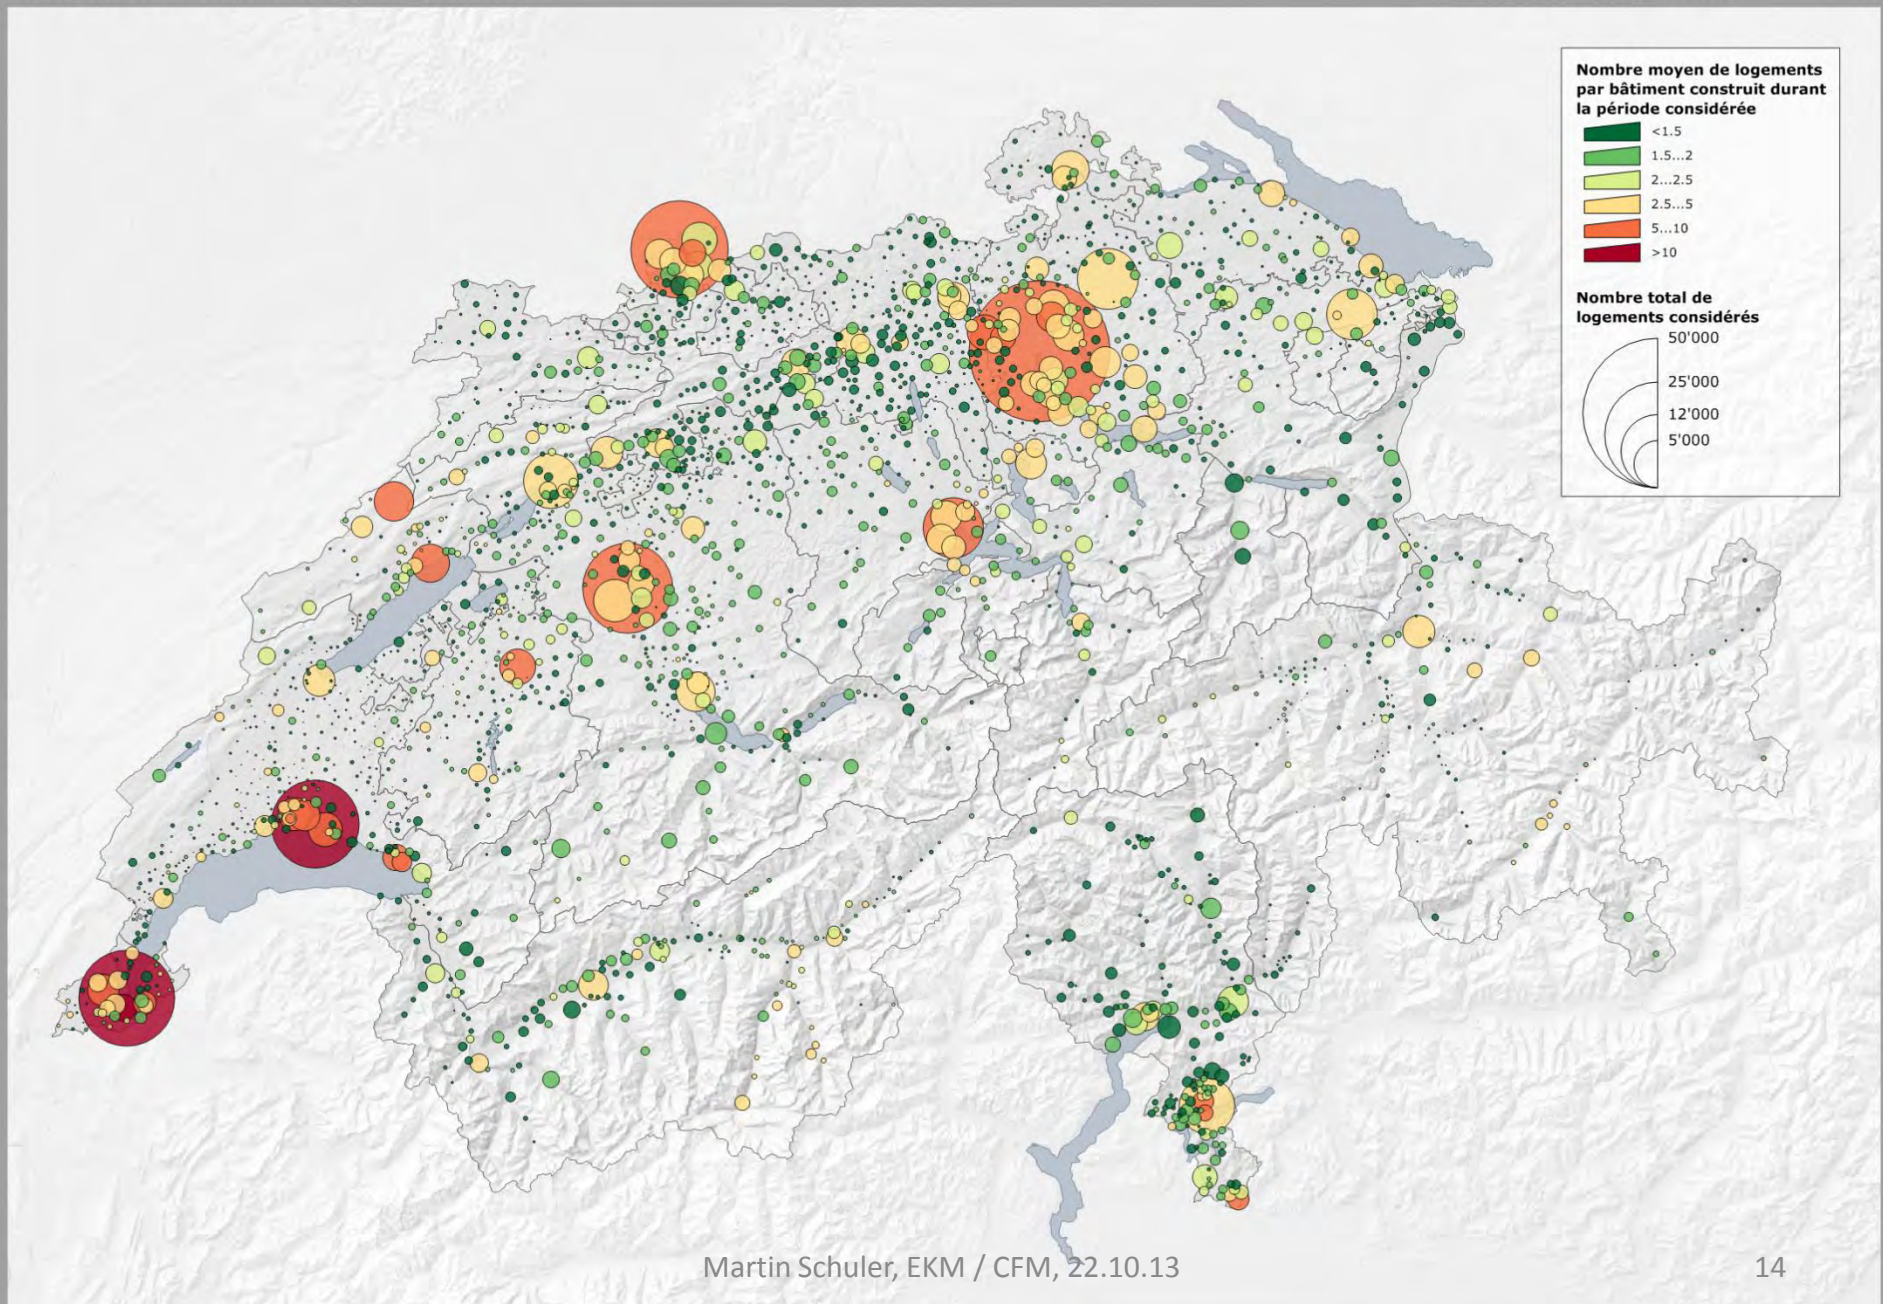 Nombre moyen de logements
par bâtiment construit durant
la période considérée
<1.5
1.5...2
2...2.5
2.5...5
5...10
>10
Nombre total de
logements considérés
50'000
25'000
12'000
5'000
Martin Schuler, EKM / CFM, 22.10.13
14